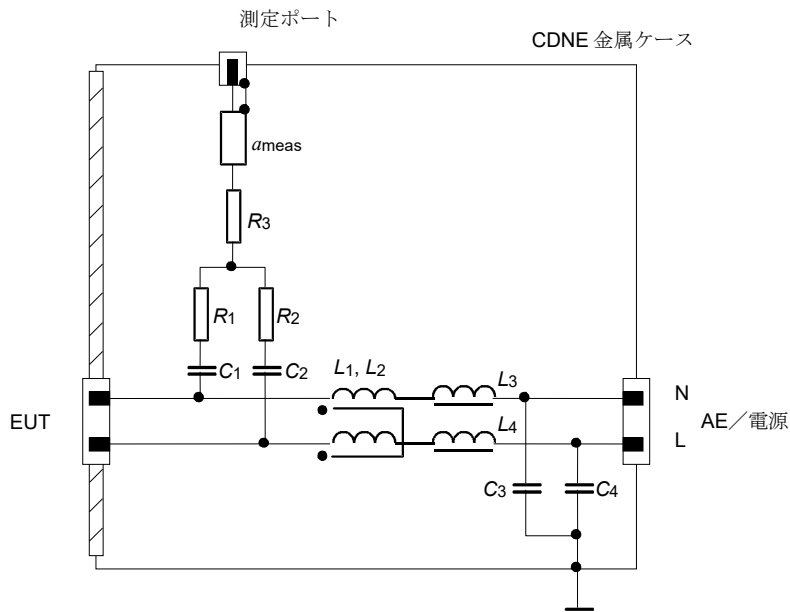 測定ポート
CDNE 金属ケース
ameas
R3
R1
R2
C1
C2
L1, L2
L3
N
EUT
L4
L
AE／電源
C3
C4